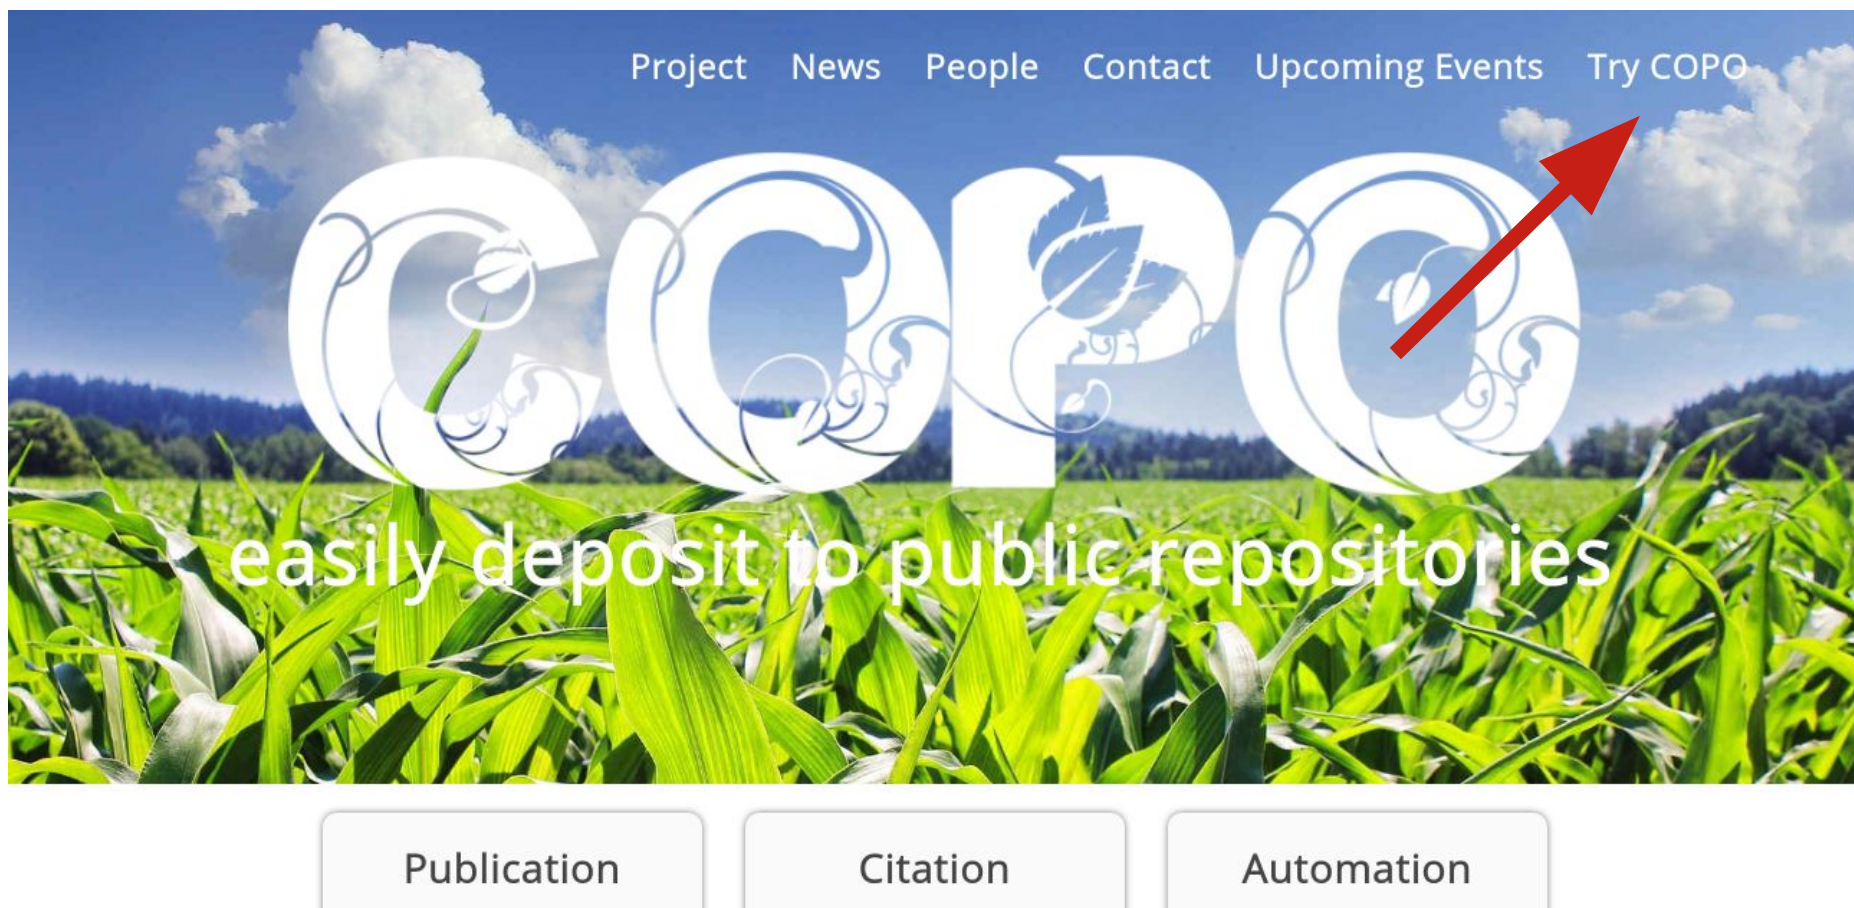 Project News People Contact Upcoming Events Try COPO
COPO
easily deposit to public repositories
Publication Citation Automation